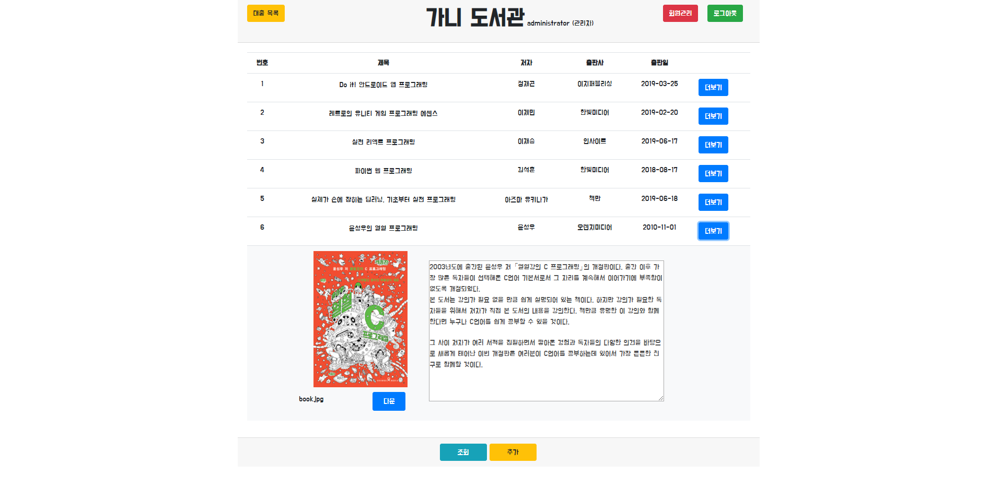 대출 목록
가니 도서관 administrator (관리자)
회원관리
로그아웃
번호 제목 저자 출판사 출판일
1 Do it! 안드로이드 앱 프로그래밍 정재곤 이지퍼블리싱 2019-03-25 더보기
2 레트로의 유니티 게임 프로그래밍 에센스 이제민 한빛미디어 2019-02-20 더보기
3 실전 리액트 프로그래밍 이재승 인사이트 2019-06-17 더보기
4 파이썬 웹 프로그래밍 김석훈 한빛미디어 2018-08-17 더보기
5 실체가 손에 잡히는 딥러닝, 기초부터 실전 프로그래밍 아즈마 유키나가 책만 2019-06-18 더보기
6 윤성우의 열혈 프로그래밍 윤성우 오렌지미디어 2010-11-01 더보기
개정판
윤성우 저 열혈강의 C 프로그래밍
열혈
C
프로그래밍
ORANGE MEDIA
book.jpg
다운
2003년도에 출간된 윤성우 저 「열혈강의 C 프로그래밍」의 개정판이다. 출간 이후 가
장 많은 독자들이 선택해온 C언어 기본서로서 그 자리를 계속해서 이어가기에 부족함이
없도록 개정되었다.
본 도서는 강의가 필요 없을 만큼 쉽게 설명되어 있는 책이다. 하지만 강의가 필요한 독
자들을 위해서 저자가 직접 본 도서의 내용을 강의한다. 책만큼 유명한 이 강의와 함께
한다면 누구나 C언어를 쉽게 공부할 수 있을 것이다.
그 사이 저자가 여러 서적을 집필하면서 쌓아온 경험과 독자들의 다양한 의견을 바탕으
로 새롭게 태어난 이번 개정판은 여러분이 C언어를 공부하는데 있어서 가장 든든한 친
구로 함께할 것이다.
조회
추가